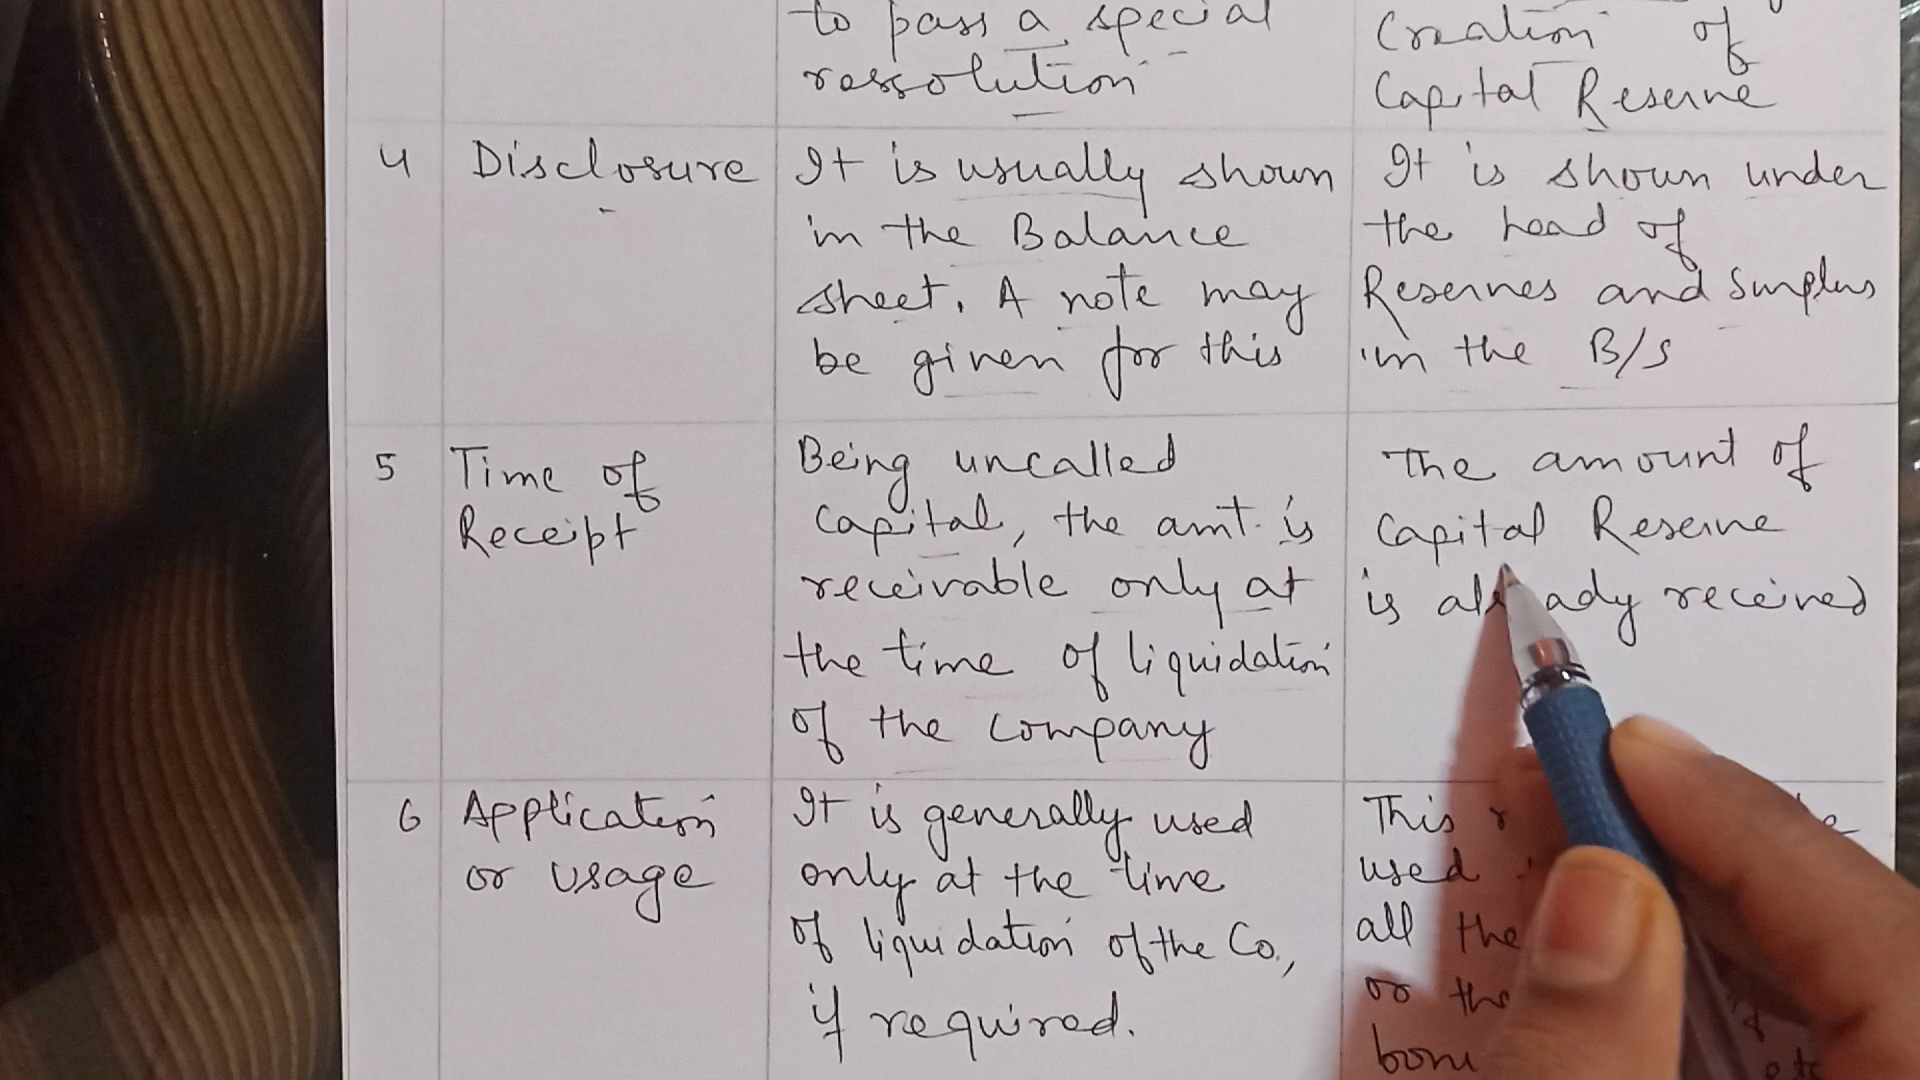 to pass a special
ressolution
Creation of
Capital Reserve
4
Disclosure
It is usually shown
in the Balance
sheet. A note may
be given for this
It is shown under
the head of
Reserves and Surplus
in the B/S
5
Time of
Receipt
Being uncalled
capital, the amt. is
receivable only at
the time of liquidation
of the company
The amount of
capital Reserve
is already received
6
Application
or usage
It is generally used
only at the time
of liquidation of the Co.,
if required.
This
used
all the
or the
etc